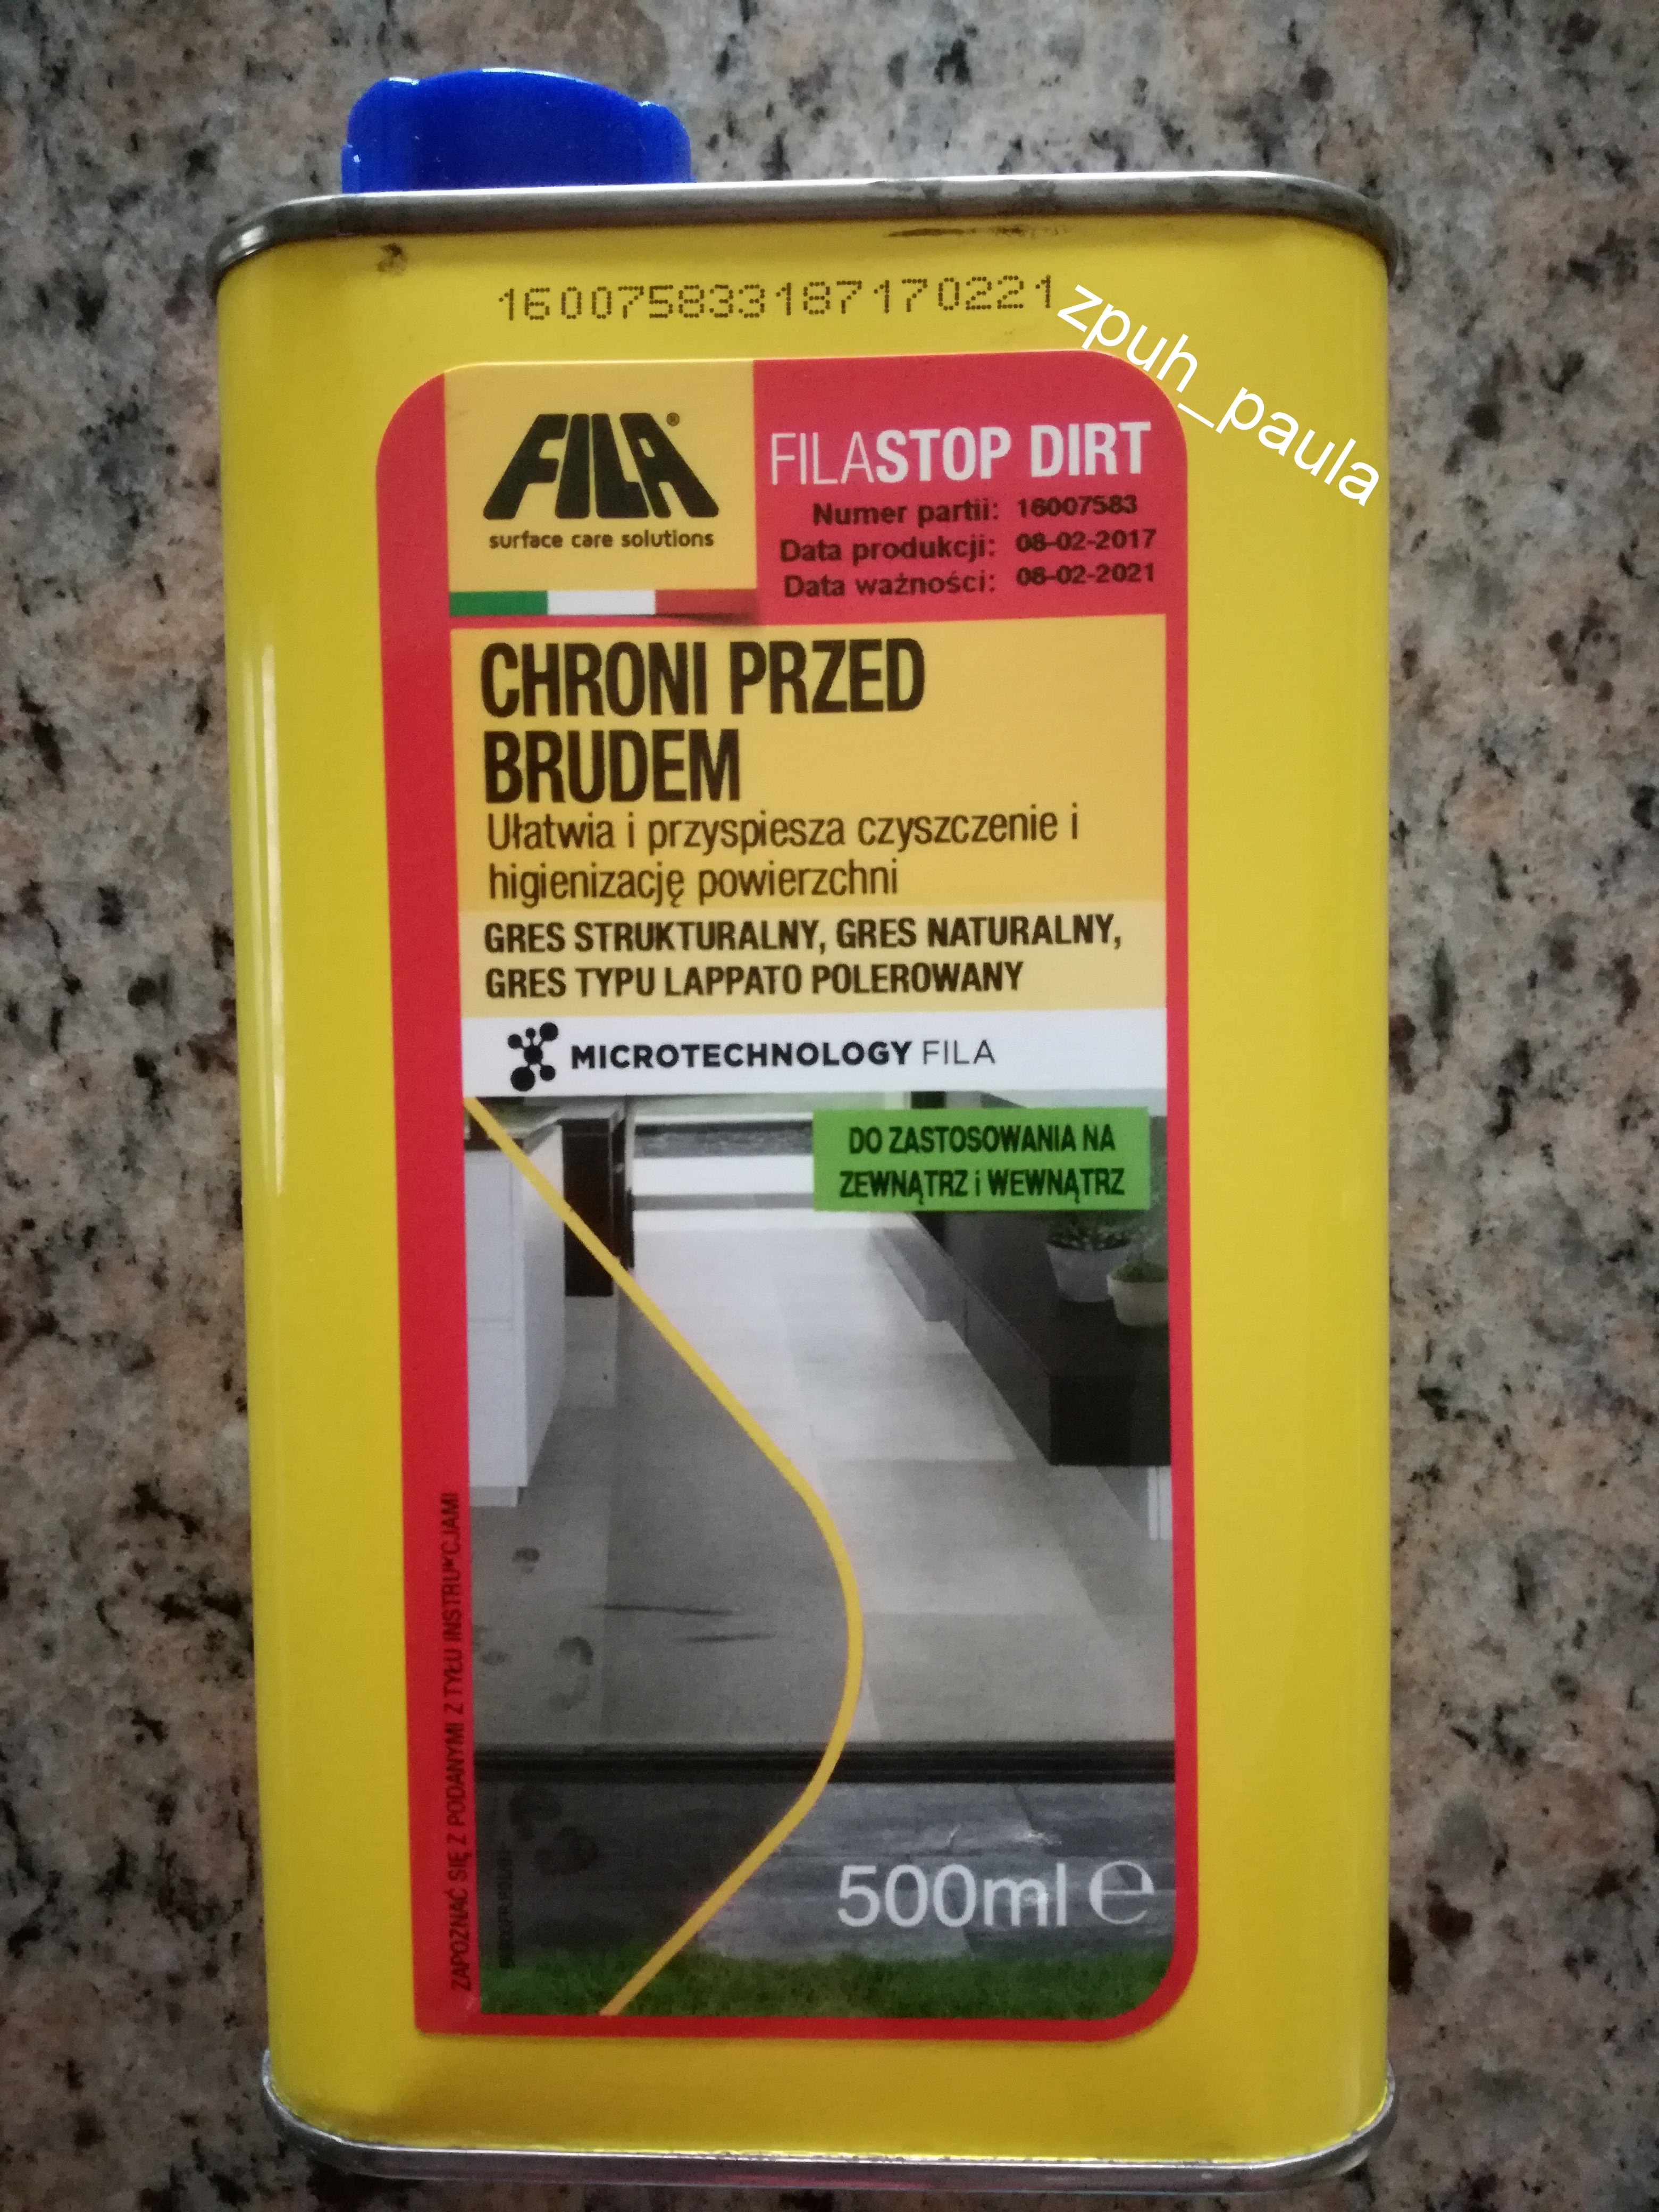 160075833187170221
zpuh_paula
FILA®
surface care solutions
FILASTOP DIRT
Numer partii: 16007583
Data produkcji: 08-02-2017
Data ważności: 08-02-2021
CHRONI PRZED
BRUDEM
Ułatwia i przyspiesza czyszczenie i
higienizację powierzchni
GRES STRUKTURALNY, GRES NATURALNY,
GRES TYPU LAPPATO POLEROWANY
MICROTECHNOLOGY FILA
DO ZASTOSOWANIA NA
ZEWNĄTRZ i WEWNĄTRZ
ZAPOZNAĆ SIĘ Z PODANYMI Z TYŁU INSTRUKCJAMI
500ml ℮